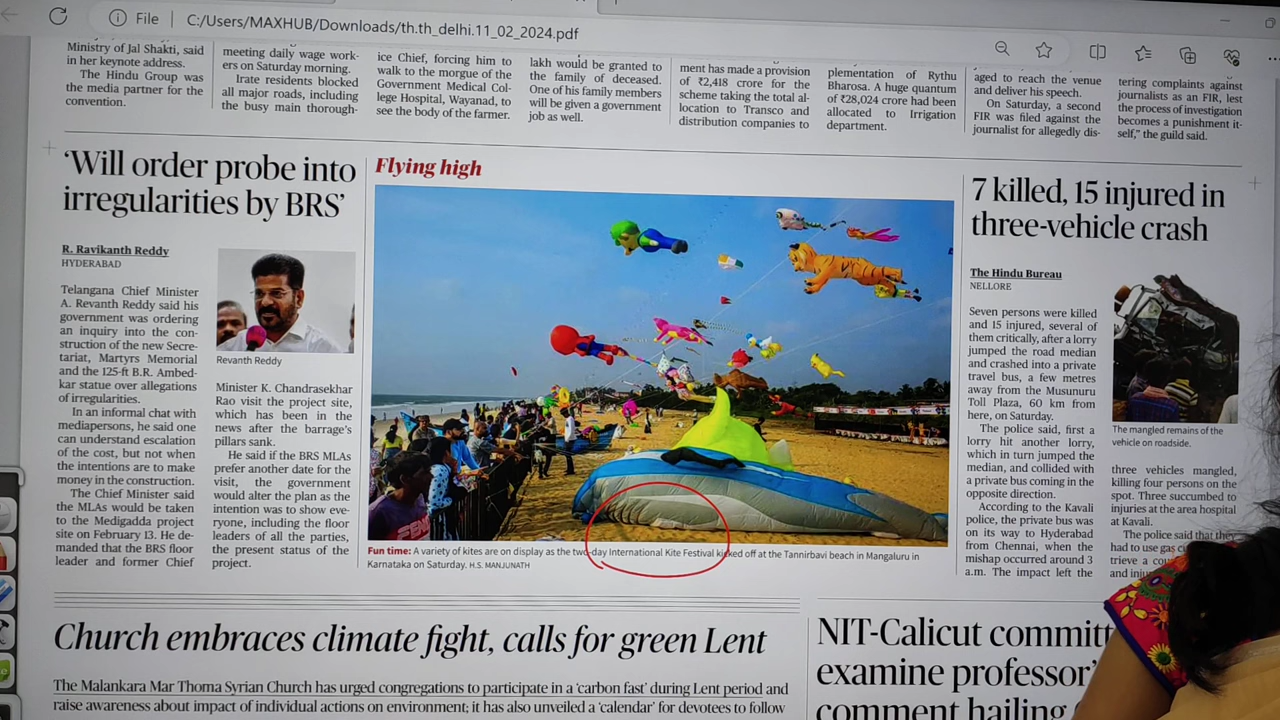 File
C:/Users/MAXHUB/Downloads/th.th_delhi.11_02_2024.pdf
Ministry of Jal Shakti, said
in her keynote address.
The Hindu Group was
the media partner for the
convention.
meeting daily wage work-
ers on Saturday morning.
Irate residents blocked
all major roads, including
the busy main thorough-
ice Chief, forcing him to
walk to the morgue of the
Government Medical Col-
lege Hospital, Wayanad, to
see the body of the farmer.
lakh would be granted to
the family of deceased.
One of his family members
will be given a government
job as well.
ment has made a provision
of ₹2,418 crore for the
scheme taking the total al-
location to Transco and
distribution companies to
plementation of Rythu
Bharosa. A huge quantum
of ₹28,024 crore had been
allocated to Irrigation
department.
aged to reach the venue
and deliver his speech.
On Saturday, a second
FIR was filed against the
journalist for allegedly dis-
tering complaints against
journalists as an FIR, lest
the process of investigation
becomes a punishment it-
self," the guild said.
'Will order probe into
irregularities by BRS'
R. Ravikanth Reddy
HYDERABAD
Telangana Chief Minister
A. Revanth Reddy said his
government was ordering
an inquiry into the con-
struction of the new Secre-
tariat, Martyrs Memorial
and the 125-ft B.R. Ambed-
kar statue over allegations
of irregularities.
In an informal chat with
mediapersons, he said one
can understand escalation
of the cost, but not when
the intentions are to make
money in the construction.
The Chief Minister said
the MLAs would be taken
to the Medigadda project
site on February 13. He de-
manded that the BRS floor
leader and former Chief
Revanth Reddy
Minister K. Chandrasekhar
Rao visit the project site,
which has been in the
news after the barrage's
pillars sank.
He said if the BRS MLAs
prefer another date for the
visit, the government
would alter the plan as the
intention was to show eve-
ryone, including the floor
leaders of all the parties,
the present status of the
project.
Flying high
Fun time: A variety of kites are on display as the two-day International Kite Festival kicked off at the Tannirbavi beach in Mangaluru in
Karnataka on Saturday. H.S. MANJUNATH
7 killed, 15 injured in
three-vehicle crash
The Hindu Bureau
NELLORE
Seven persons were killed
and 15 injured, several of
them critically, after a lorry
jumped the road median
and crashed into a private
travel bus, a few metres
away from the Musunuru
Toll Plaza, 60 km from
here, on Saturday.
The police said, first a
lorry hit another lorry,
which in turn jumped the
median, and collided with
a private bus coming in the
opposite direction.
According to the Kavali
police, the private bus was
on its way to Hyderabad
from Chennai, when the
mishap occurred around 3
a.m. The impact left the
The mangled remains of the
vehicle on roadside.
three vehicles mangled,
killing four persons on the
spot. Three succumbed to
injuries at the area hospital
at Kavali.
The police said that they
had to use gas
trieve a
and
Church embraces climate fight, calls for green Lent
The Malankara Mar Thoma Syrian Church has urged congregations to participate in a 'carbon fast' during Lent period and
raise awareness about impact of individual actions on environment; it has also unveiled a 'calendar' for devotees to follow
NIT-Calicut
examine professor's
comment hailing